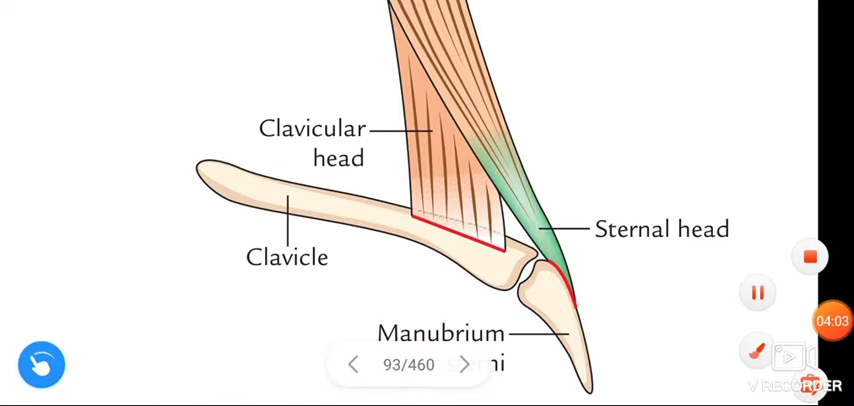 Clavicular
head
Sternal head
Clavicle
04:03
Manubrium
93/460
V RECORDER